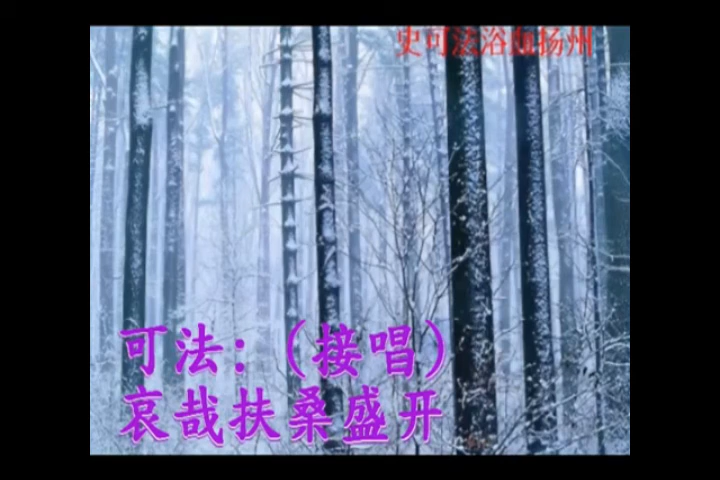 史可法浴血扬州
可法：（接唱）
哀哉扶桑盛开